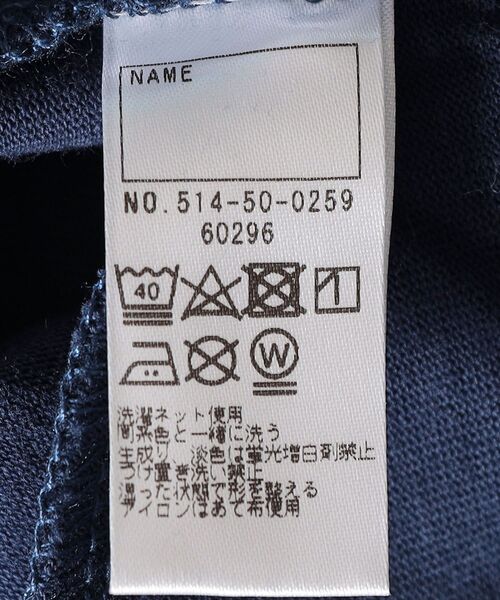 NAME
NO.514-50-0259
60296
40
W
洗濯ネット使用
同系色と一緒に洗う
生成り、淡色は蛍光増白剤禁止
つけ置き洗い禁止
湿った状態で形を整える
アイロンはあて布使用